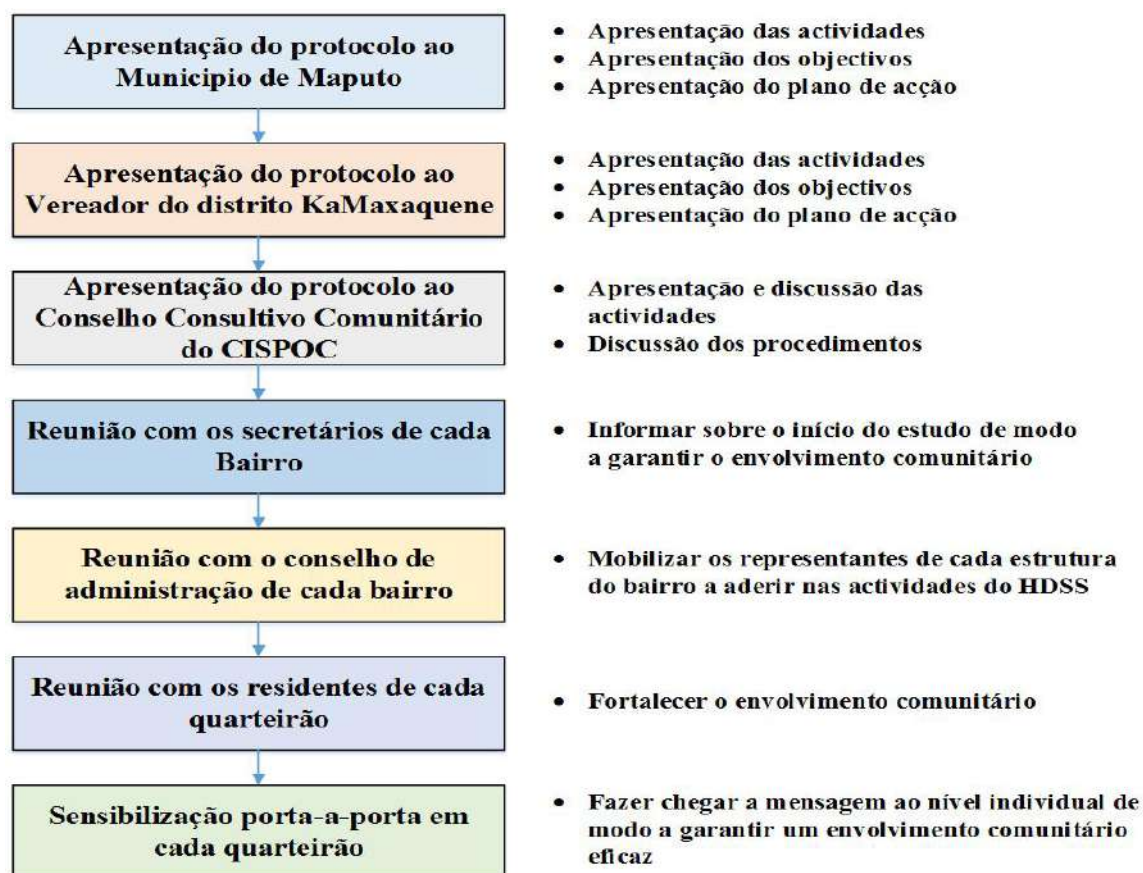 Apresentação do protocolo ao
Municipio de Maputo
• Apresentação das actividades
• Apresentação dos objectivos
• Apresentação do plano de acção
Apresentação do protocolo ao
Vereador do distrito KaMaxaquene
• Apresentação das actividades
• Apresentação dos objectivos
• Apresentação do plano de acção
Apresentação do protocolo ao
Conselho Consultivo Comunitário
do CISPOC
• Apresentação e discussão das
actividades
• Discussão dos procedimentos
Reunião com os secretários de cada
Bairro
• Informar sobre o início do estudo de modo
a garantir o envolvimento comunitário
Reunião com o conselho de
administração de cada bairro
• Mobilizar os representantes de cada estrutura
do bairro a aderir nas actividades do HDSS
Reunião com os residentes de cada
quarteirão
• Fortalecer o envolvimento comunitário
Sensibilização porta-a-porta em
cada quarteirão
• Fazer chegar a mensagem ao nível individual de
modo a garantir um envolvimento comunitário
eficaz